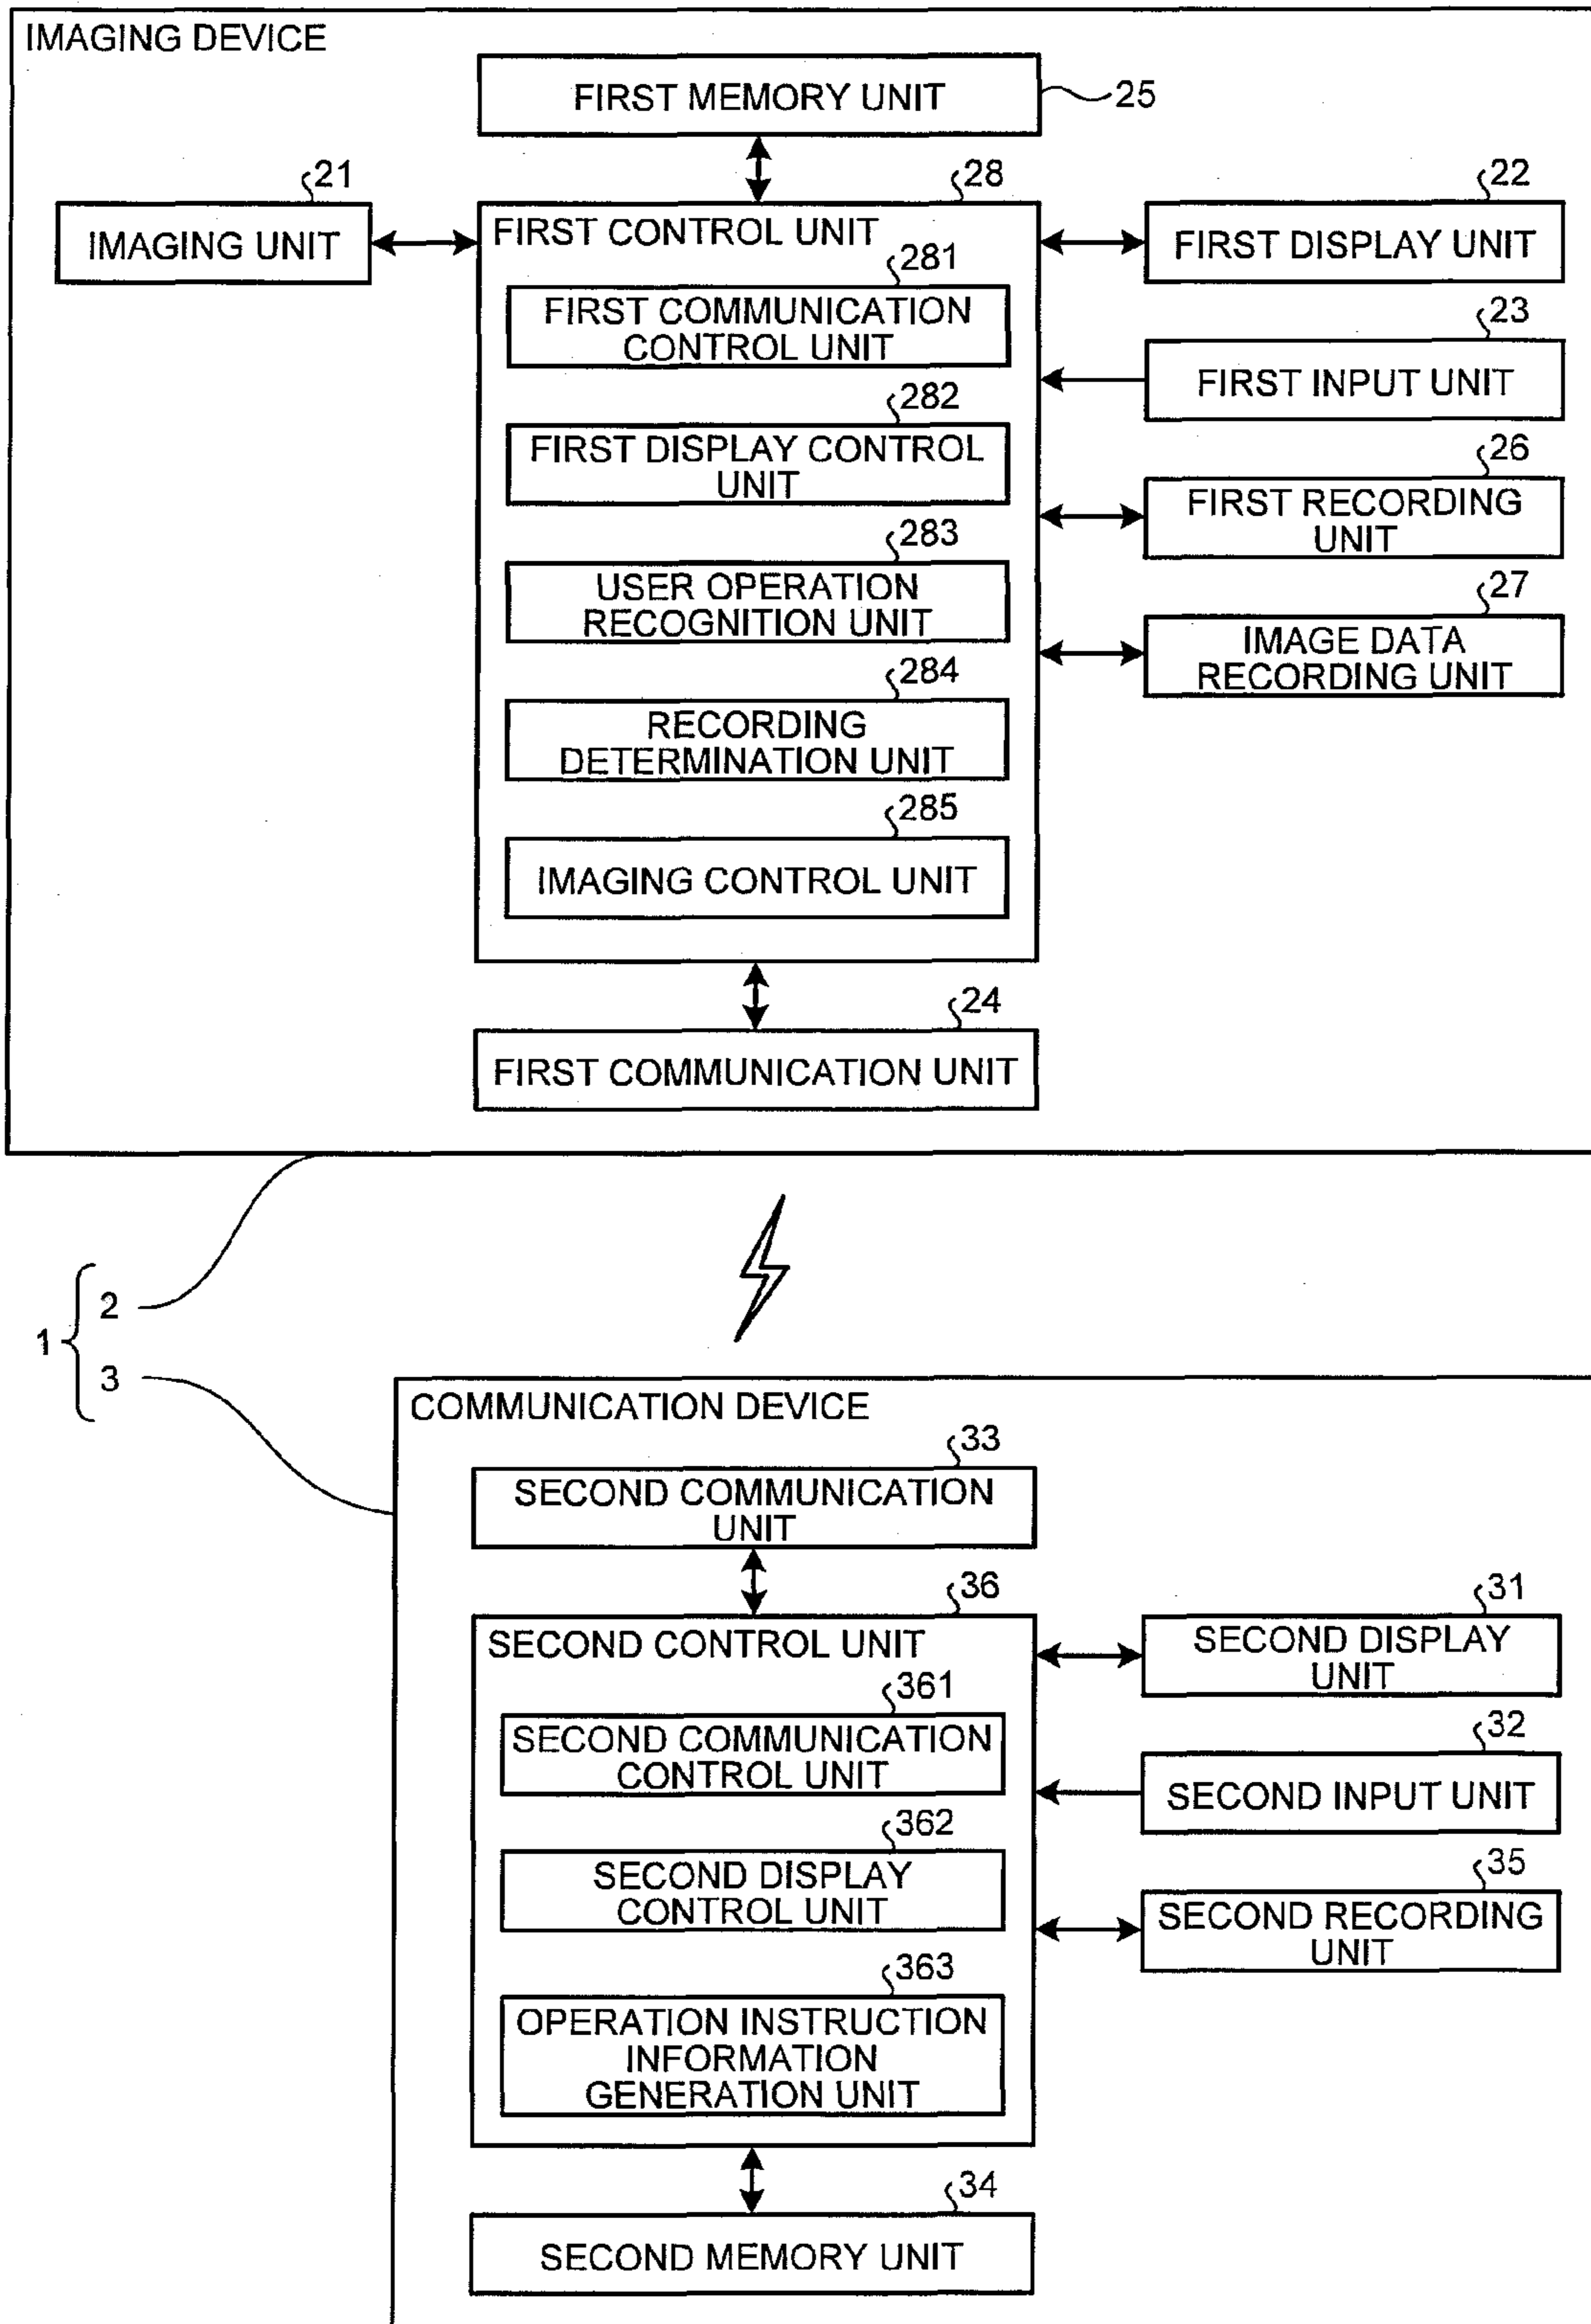 IMAGING DEVICE
FIRST MEMORY UNIT
25
21
IMAGING UNIT
28
FIRST CONTROL UNIT
22
FIRST DISPLAY UNIT
281
FIRST COMMUNICATION
CONTROL UNIT
23
FIRST INPUT UNIT
282
FIRST DISPLAY CONTROL
UNIT
26
FIRST RECORDING
UNIT
283
USER OPERATION
RECOGNITION UNIT
27
IMAGE DATA
RECORDING UNIT
284
RECORDING
DETERMINATION UNIT
285
IMAGING CONTROL UNIT
24
FIRST COMMUNICATION UNIT
1
2
3
COMMUNICATION DEVICE
33
SECOND COMMUNICATION
UNIT
36
SECOND CONTROL UNIT
31
SECOND DISPLAY
UNIT
361
SECOND COMMUNICATION
CONTROL UNIT
32
SECOND INPUT UNIT
362
SECOND DISPLAY
CONTROL UNIT
35
SECOND RECORDING
UNIT
363
OPERATION INSTRUCTION
INFORMATION
GENERATION UNIT
34
SECOND MEMORY UNIT